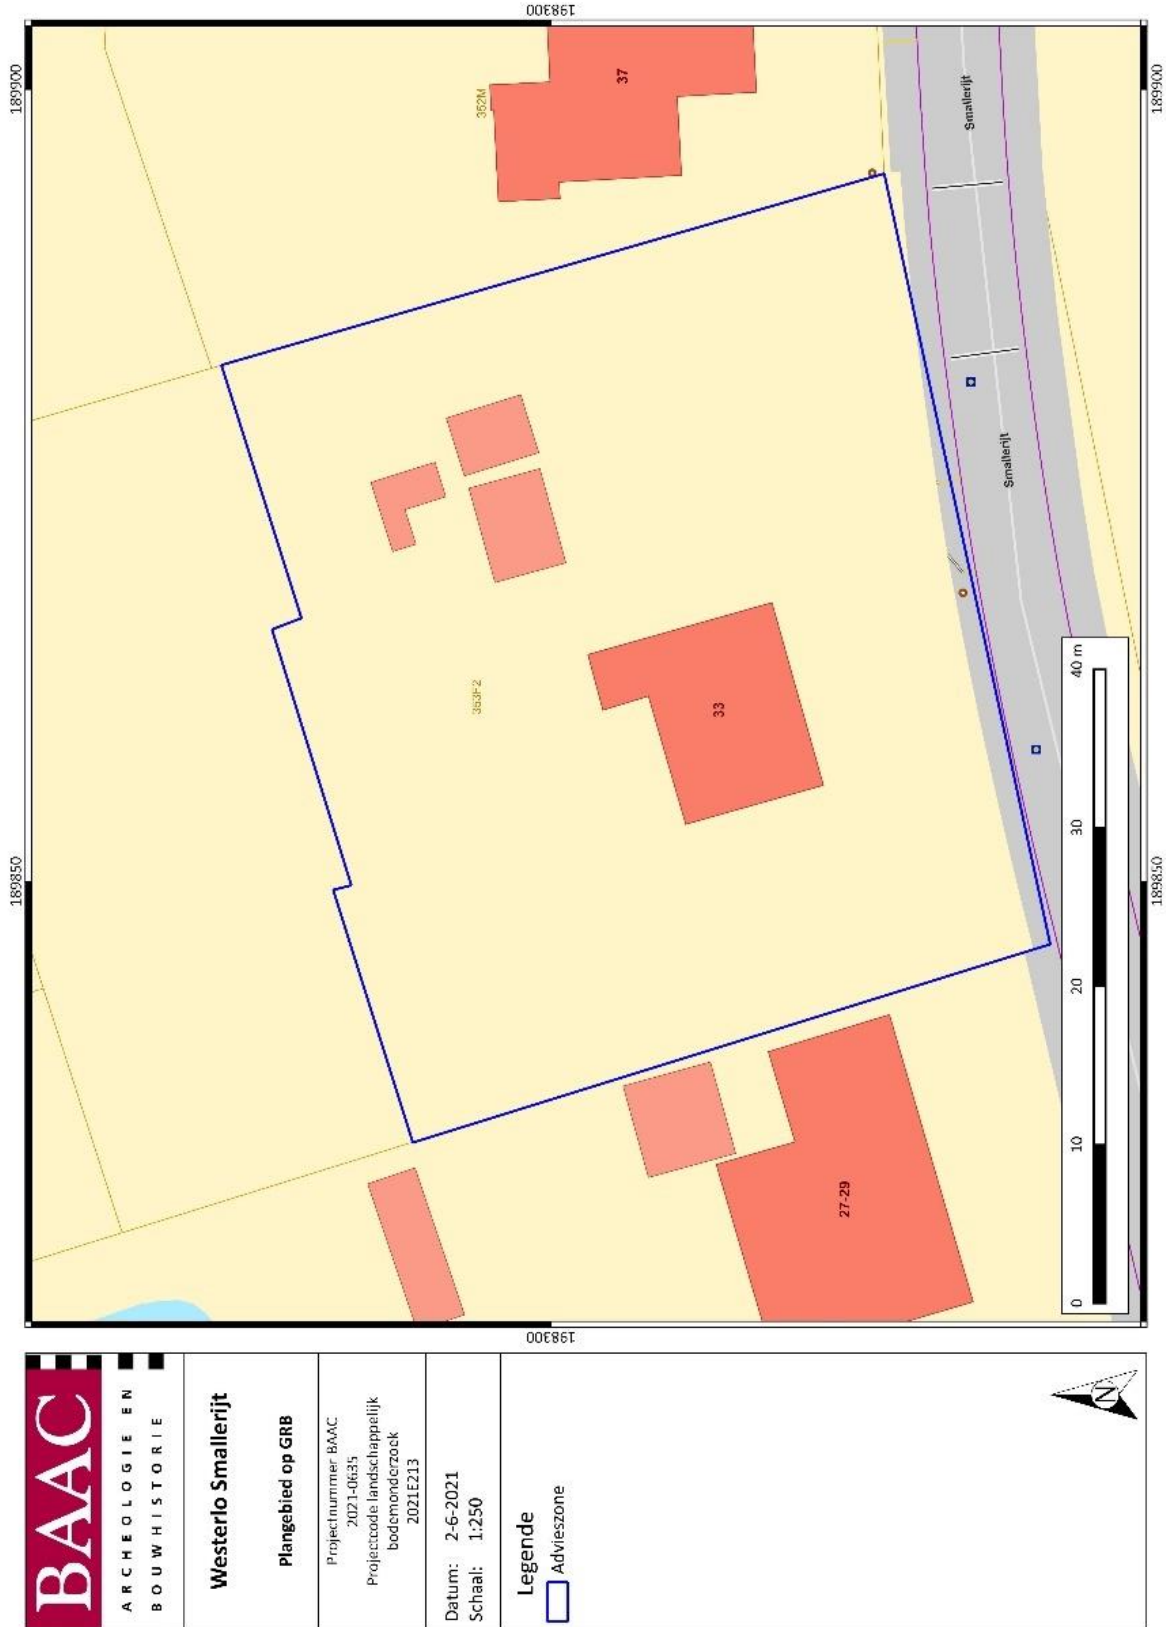 BAAC
ARCHEOLOGIE EN
BOUWHISTORIE
Westerlo Smallerijt
Plangebied op GRB
Projectnummer BAAC
2021-0635
Projectcode landschappelijk
bodemonderzoek
2021E213
Datum: 2-6-2021
Schaal: 1:250
Legende
Advieszone
N
189850
189900
198300
352M
37
353F2
33
27-29
Smallerijt
Smallerijt
0 10 20 30 40 m
198300
189850
189900